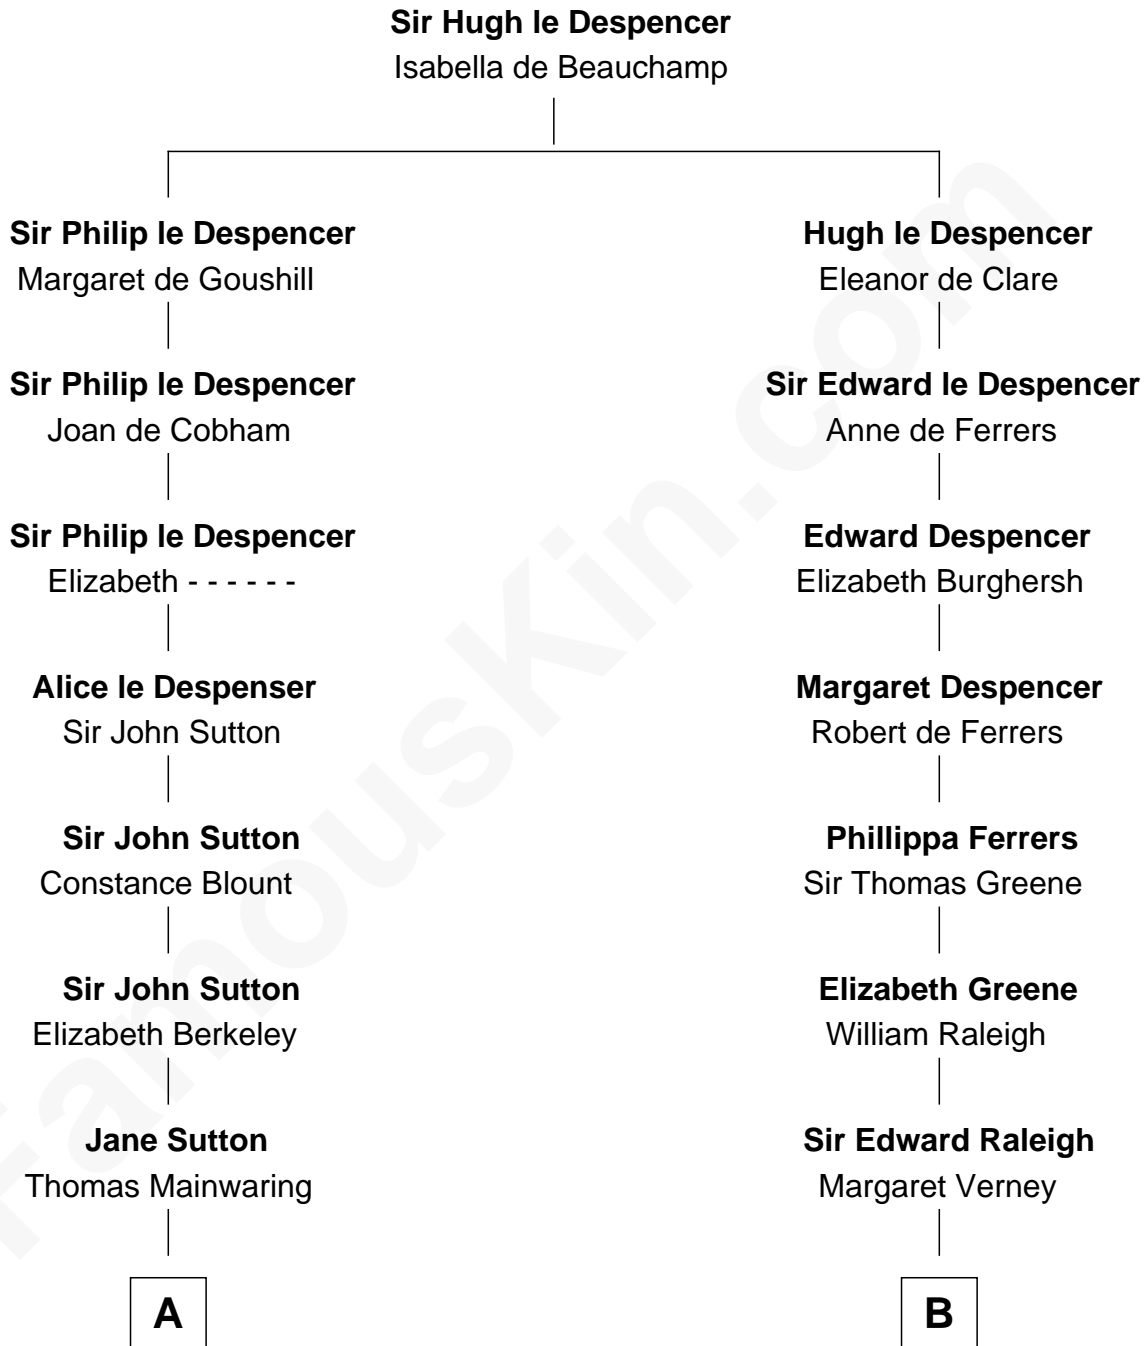 Sir Hugh le Despencer
Isabella de Beauchamp
Sir Philip le Despencer
Margaret de Goushill
Hugh le Despencer
Eleanor de Clare
Sir Philip le Despencer
Joan de Cobham
Sir Edward le Despencer
Anne de Ferrers
Sir Philip le Despencer
Elizabeth - - - - - -
Edward Despencer
Elizabeth Burghersh
Alice le Despenser
Sir John Sutton
Margaret Despencer
Robert de Ferrers
Sir John Sutton
Constance Blount
Phillippa Ferrers
Sir Thomas Greene
Sir John Sutton
Elizabeth Berkeley
Elizabeth Greene
William Raleigh
Jane Sutton
Thomas Mainwaring
Sir Edward Raleigh
Margaret Verney
A
B
FamousKin.com